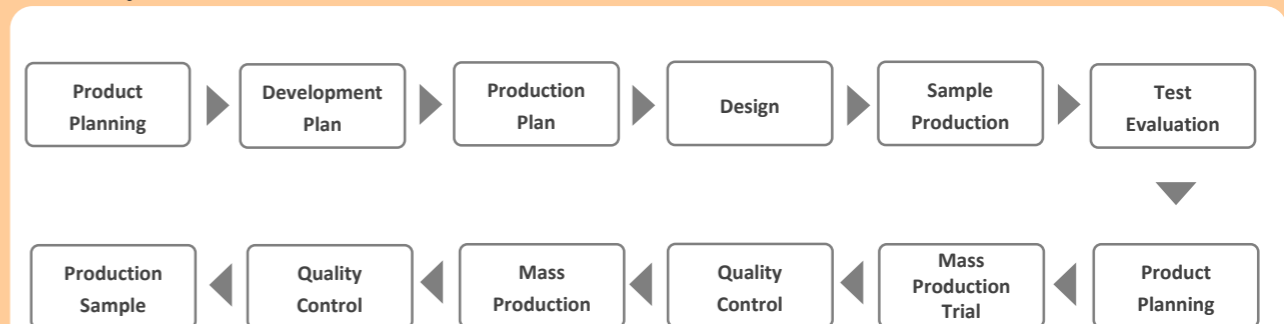 Product
Planning
Development
Plan
Production
Plan
Design
Sample
Production
Test
Evaluation
Production
Sample
Quality
Control
Mass
Production
Quality
Control
Mass
Production
Trial
Product
Planning